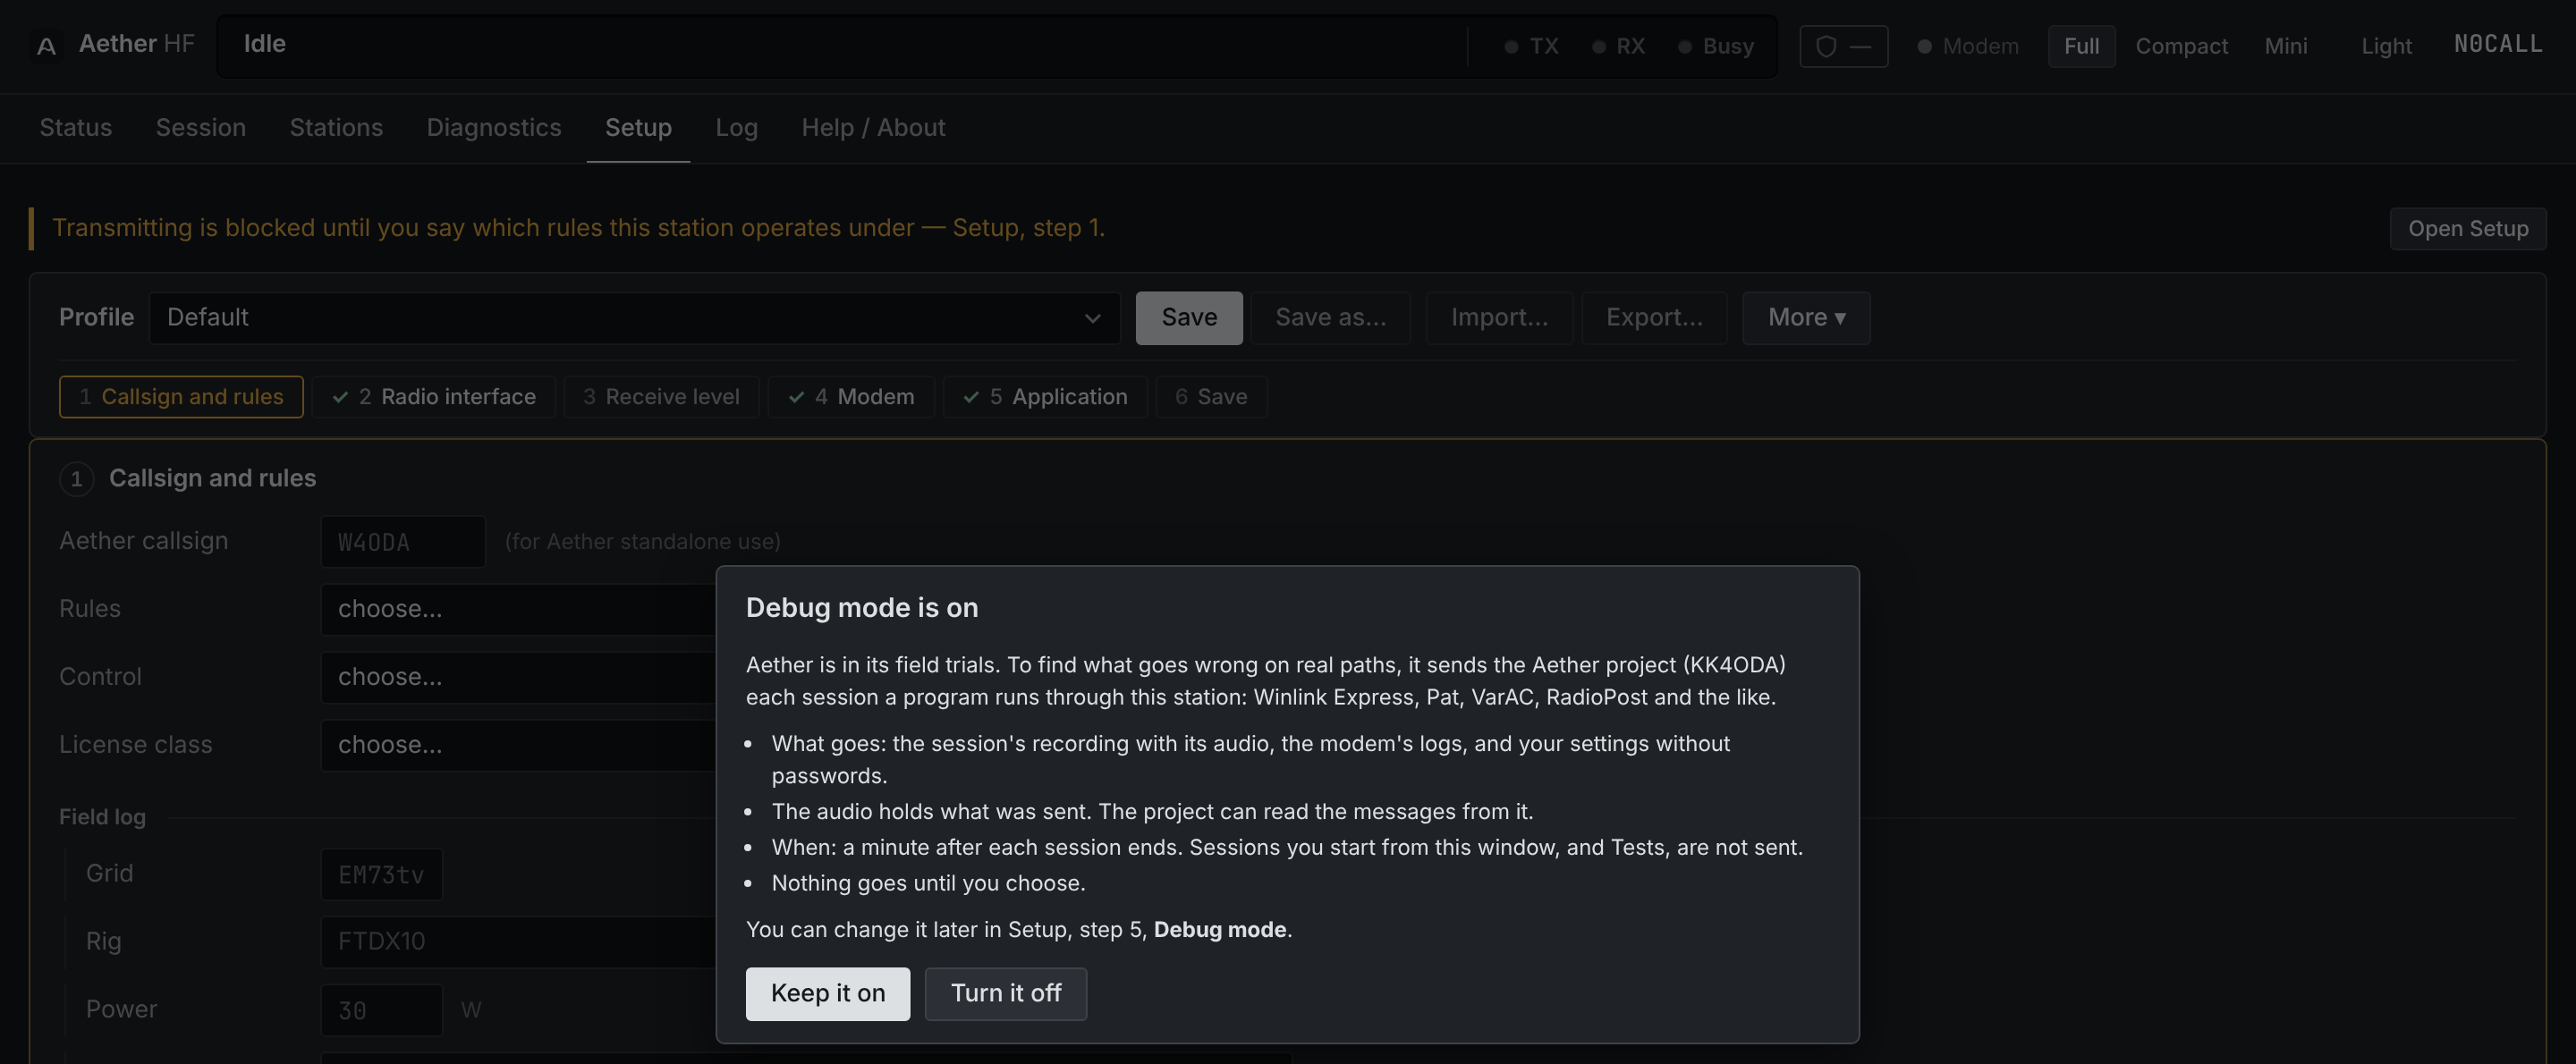 Aether HF
Idle
TX RX Busy
—
Modem
Full Compact Mini
Light
N0CALL
Status Session Stations Diagnostics Setup Log Help / About
Transmitting is blocked until you say which rules this station operates under — Setup, step 1.
Open Setup
Profile Default Save Save as... Import... Export... More ▾
1 Callsign and rules ✓ 2 Radio interface 3 Receive level ✓ 4 Modem ✓ 5 Application 6 Save
1 Callsign and rules
Aether callsign W4ODA (for Aether standalone use)
Rules choose...
Control choose...
License class choose...
Field log
Grid EM73tv
Rig FTDX10
Power 30 W
Debug mode is on
Aether is in its field trials. To find what goes wrong on real paths, it sends the Aether project (KK4ODA)
each session a program runs through this station: Winlink Express, Pat, VarAC, RadioPost and the like.
• What goes: the session's recording with its audio, the modem's logs, and your settings without
passwords.
• The audio holds what was sent. The project can read the messages from it.
• When: a minute after each session ends. Sessions you start from this window, and Tests, are not sent.
• Nothing goes until you choose.
You can change it later in Setup, step 5, Debug mode.
Keep it on Turn it off